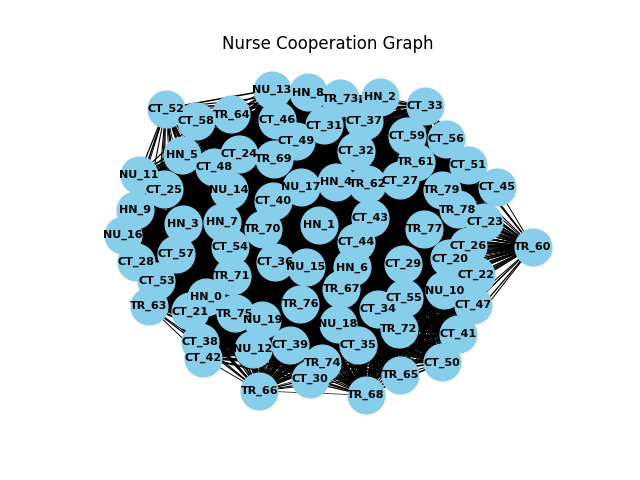 Nurse Cooperation Graph
NU_13
HN_8
TR_73
HN_2
CT_33
CT_52
CT_58
TR_64
CT_46
CT_31
CT_37
CT_59
CT_56
CT_49
CT_32
HN_5
CT_24
TR_69
TR_61
CT_51
CT_48
NU_11
CT_25
NU_14
NU_17
HN_4
TR_62
CT_27
TR_79
CT_45
CT_40
HN_9
HN_3
HN_7
TR_70
HN_1
CT_43
TR_77
TR_78
CT_23
NU_16
CT_54
CT_44
CT_26
TR_60
CT_28
CT_57
CT_36
NU_15
HN_6
CT_29
CT_20
CT_22
CT_53
TR_71
TR_67
NU_10
HN_0
TR_63
CT_21
TR_75
NU_19
TR_76
CT_34
CT_55
CT_47
NU_18
TR_72
CT_41
CT_38
NU_12
CT_39
CT_35
CT_42
TR_74
CT_50
CT_30
TR_65
TR_66
TR_68